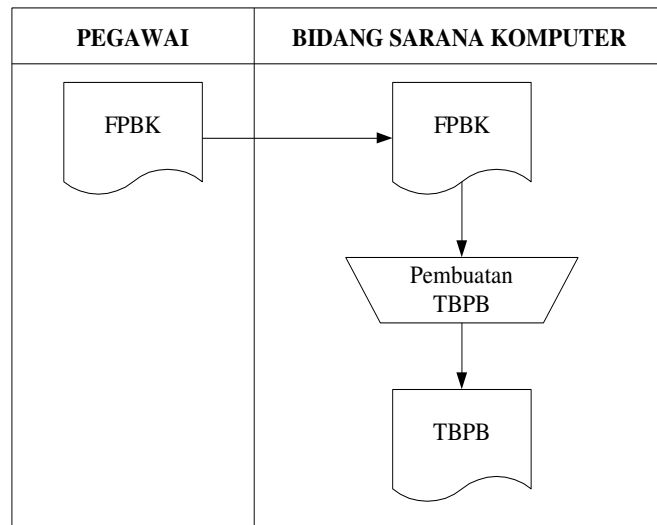 PEGAWAI
BIDANG SARANA KOMPUTER
FPBK
FPBK
Pembuatan
TBPB
TBPB